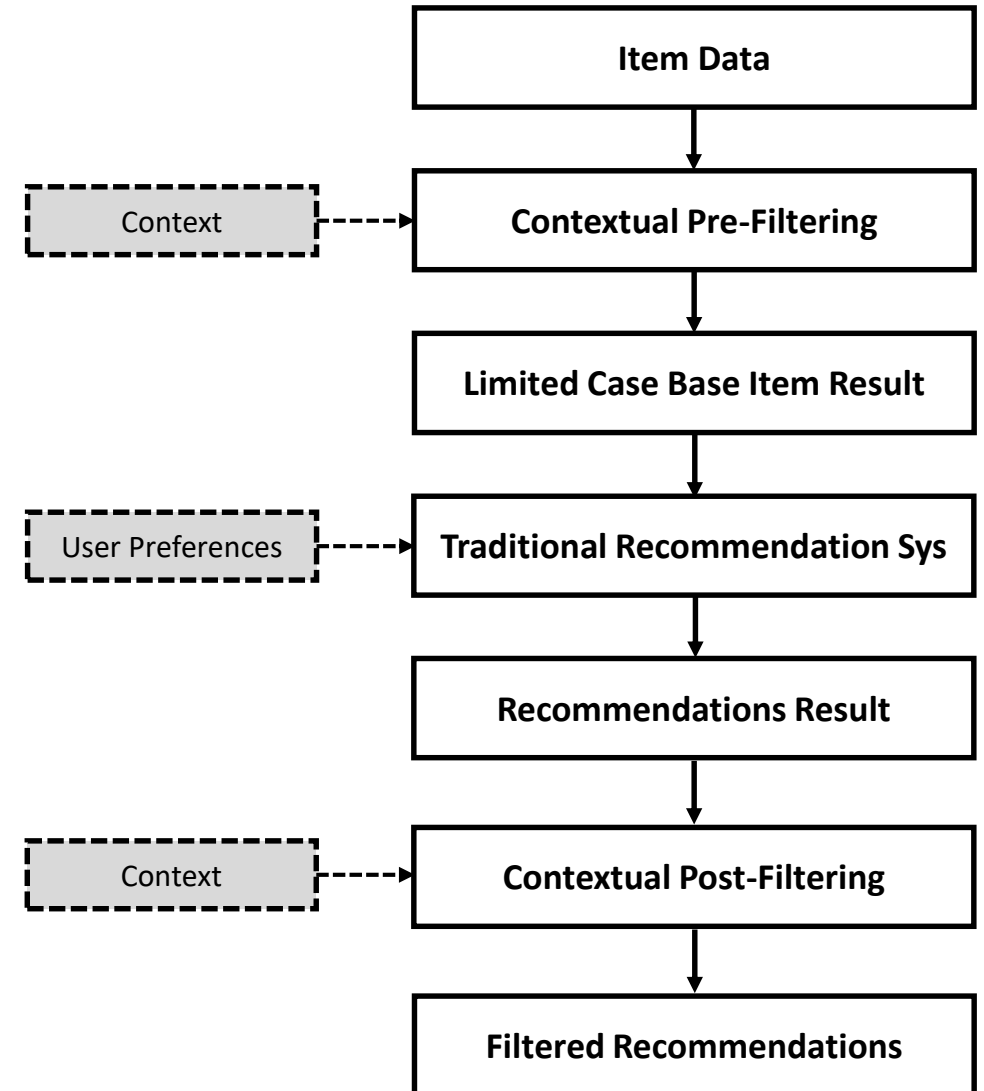 Item Data
Context
Contextual Pre-Filtering
Limited Case Base Item Result
User Preferences
Traditional Recommendation Sys
Recommendations Result
Context
Contextual Post-Filtering
Filtered Recommendations